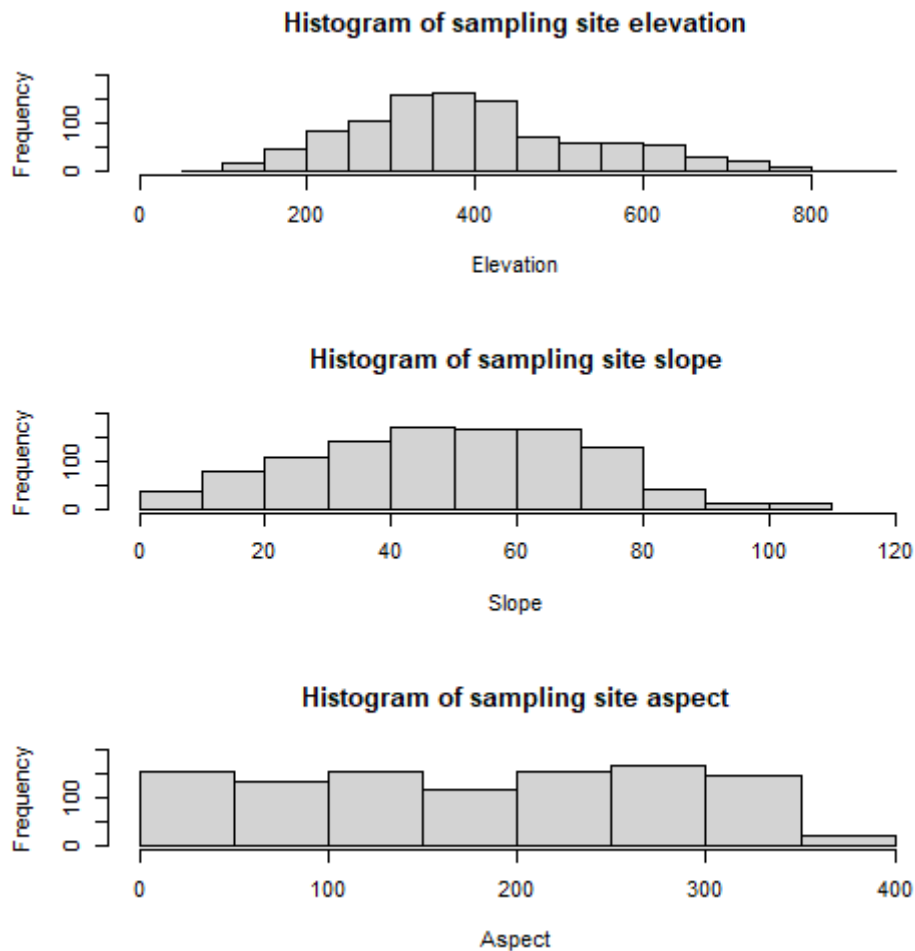 Histogram of sampling site elevation
Frequency
100
0
0 200 400 600 800
Elevation
Histogram of sampling site slope
Frequency
100
0
0 20 40 60 80 100 120
Slope
Histogram of sampling site aspect
Frequency
100
0
0 100 200 300 400
Aspect